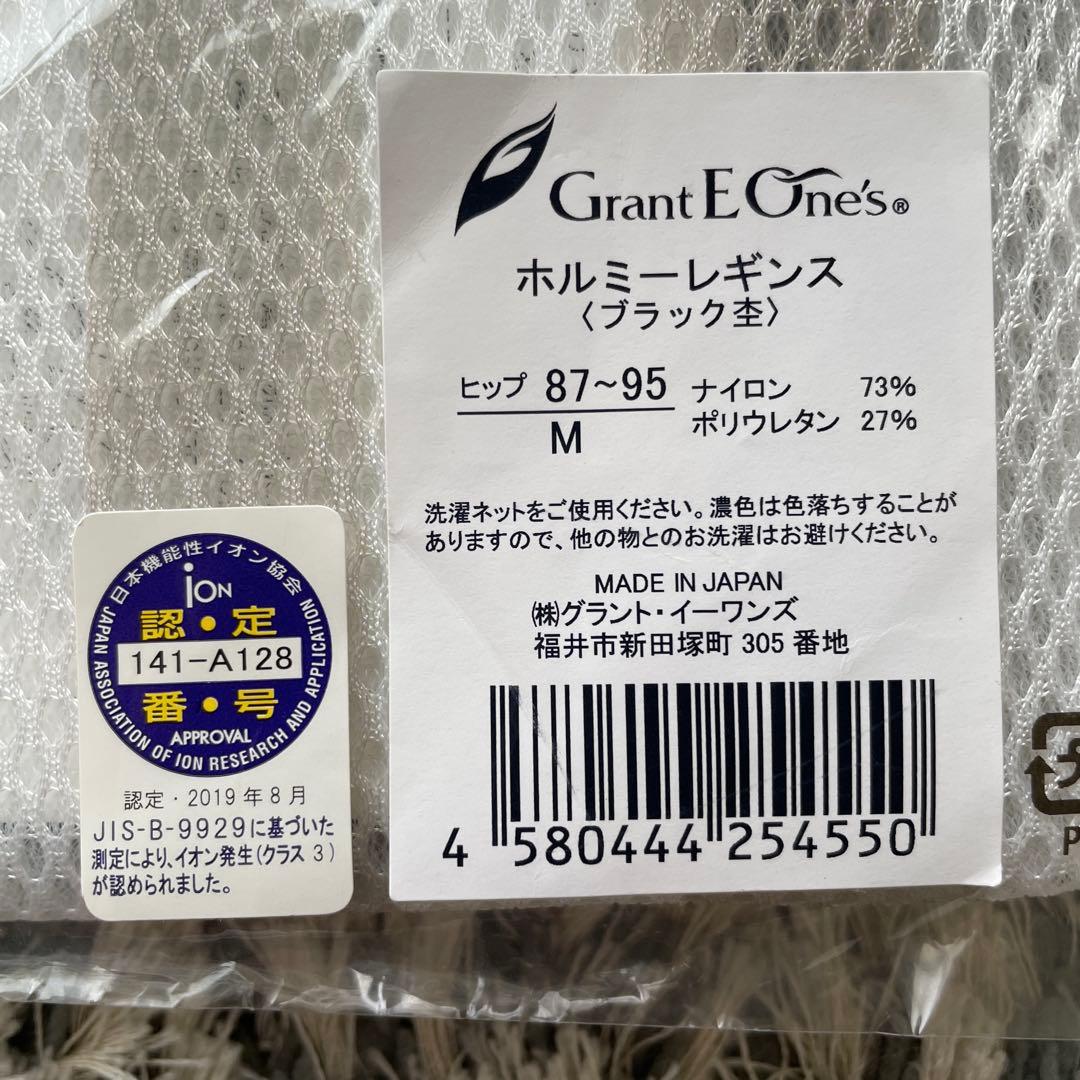 Grant E One's®
ホルミーレギンス
〈ブラック杢〉
ヒップ 87~95
M
ナイロン 73%
ポリウレタン 27%
洗濯ネットをご使用ください。濃色は色落ちすることが
ありますので、他の物とのお洗濯はお避けください。
MADE IN JAPAN
㈱グラント・イーワンズ
福井市新田塚町 305 番地
4 580444 254550
日本機能性イオン協会
iON
認・定
141-A128
番・号
APPROVAL
JAPAN ASSOCIATION OF ION RESEARCH AND APPLICATION
認定・2019年8月
JIS-B-9929に基づいた
測定により、イオン発生(クラス 3)
が認められました。
プ
P